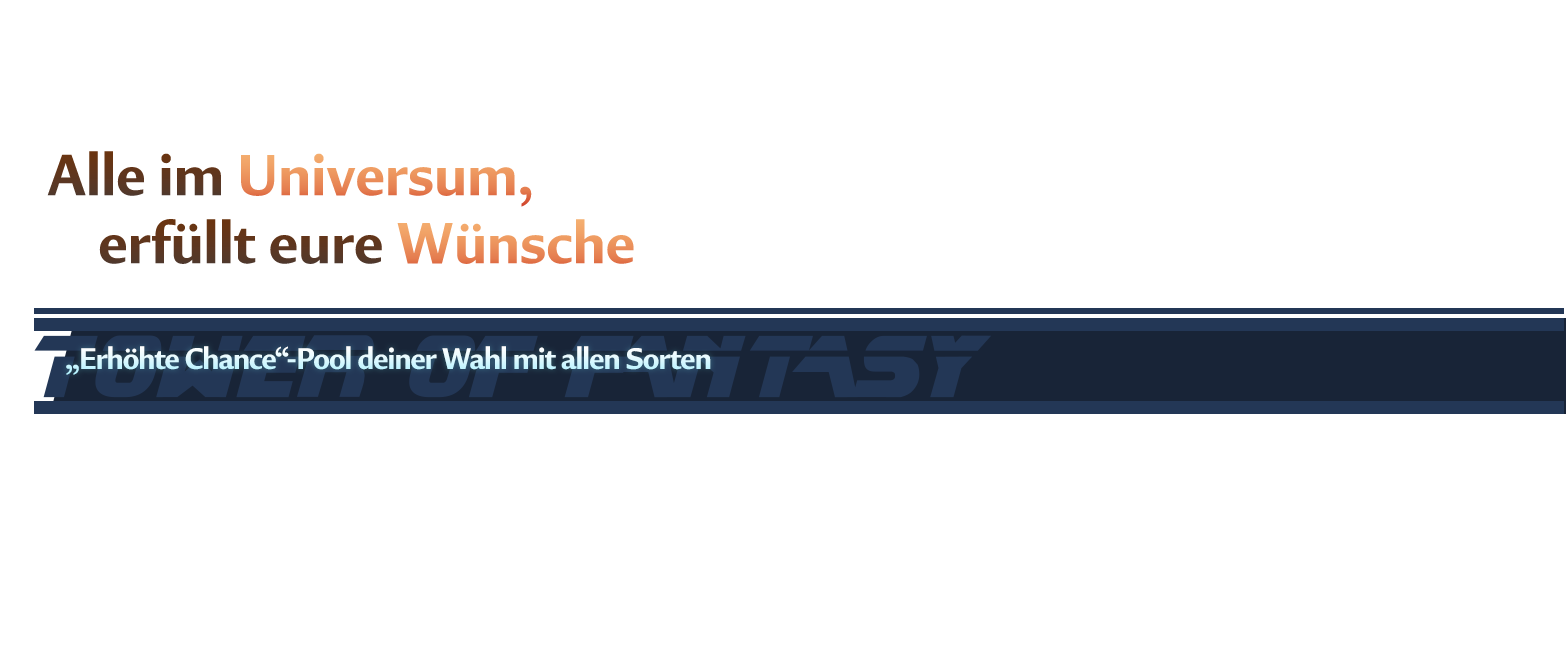 Alle im Universum,
erfüllt eure Wünsche
TOWER OF FANTASY
„Erhöhte Chance“-Pool deiner Wahl mit allen Sorten